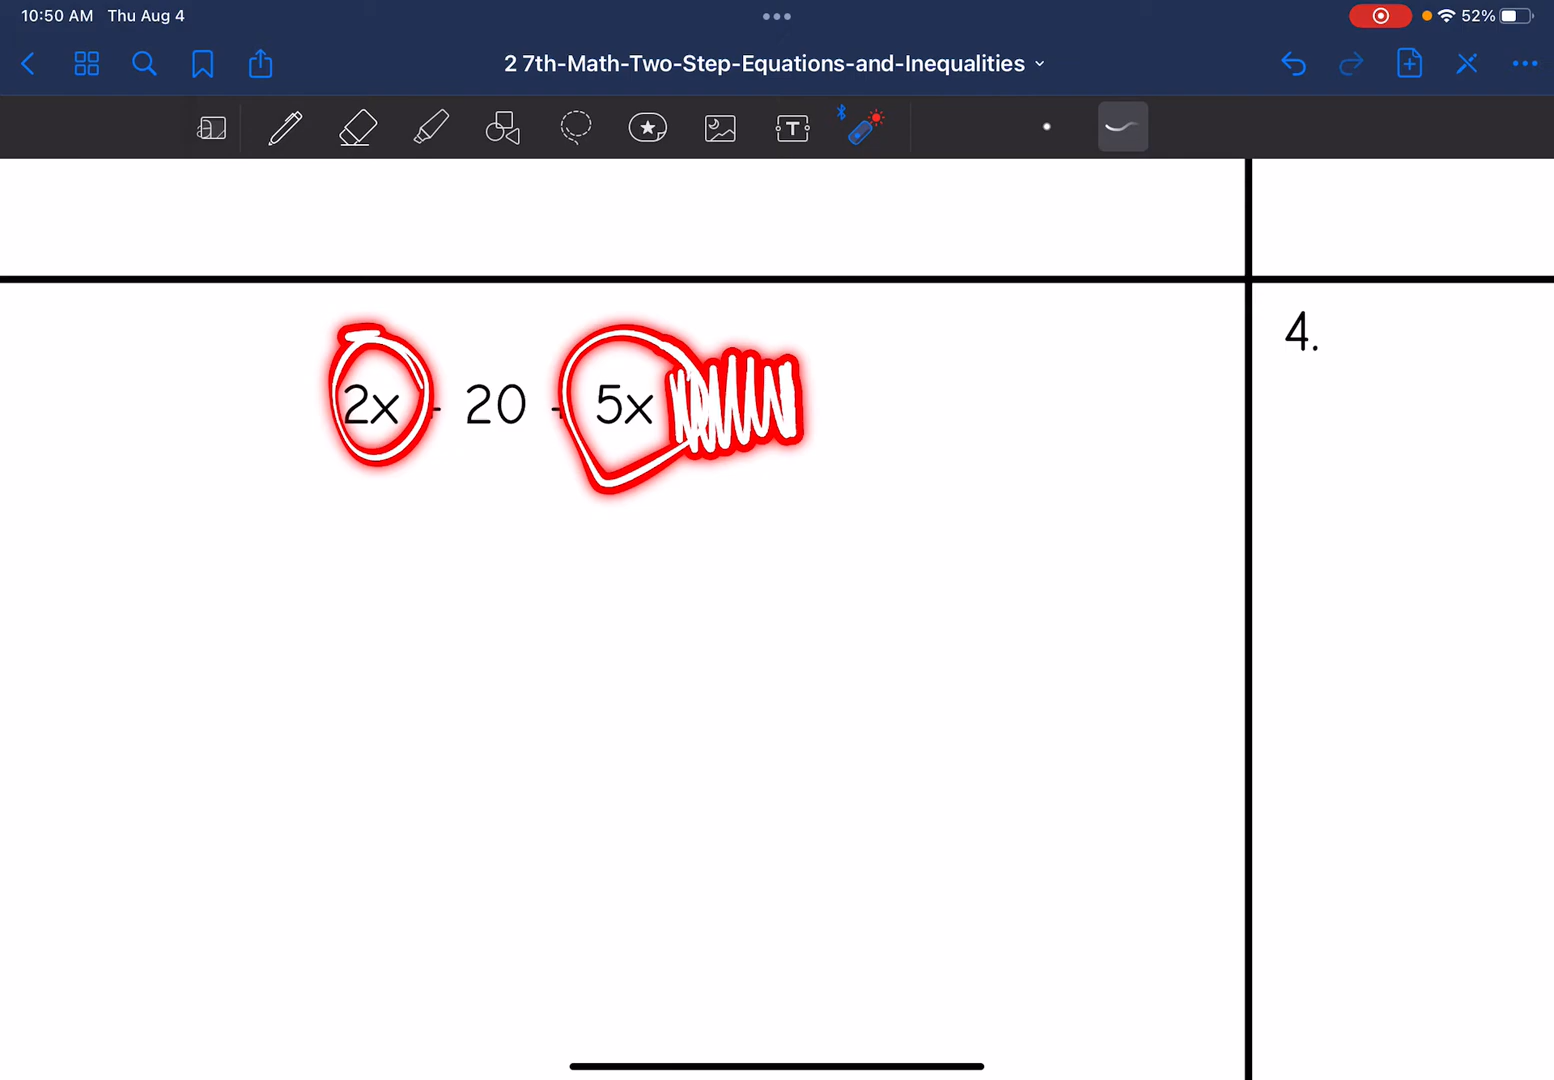 10:50 AM Thu Aug 4
52%
2 7th-Math-Two-Step-Equations-and-Inequalities
T
2x - 20 - 5x
4.